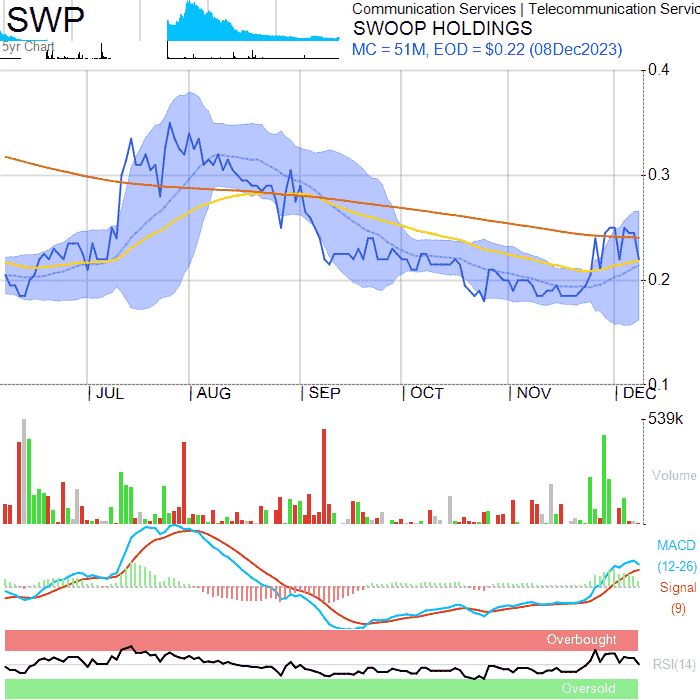 SWP
5yr Chart
Communication Services | Telecommunication Servic
SWOOP HOLDINGS
MC = 51M, EOD = $0.22 (08Dec2023)
0.4
0.3
0.2
0.1
JUL
AUG
SEP
OCT
NOV
DEC
539k
Volume
MACD
(12-26)
Signal
(9)
Overbought
RSI(14)
Oversold